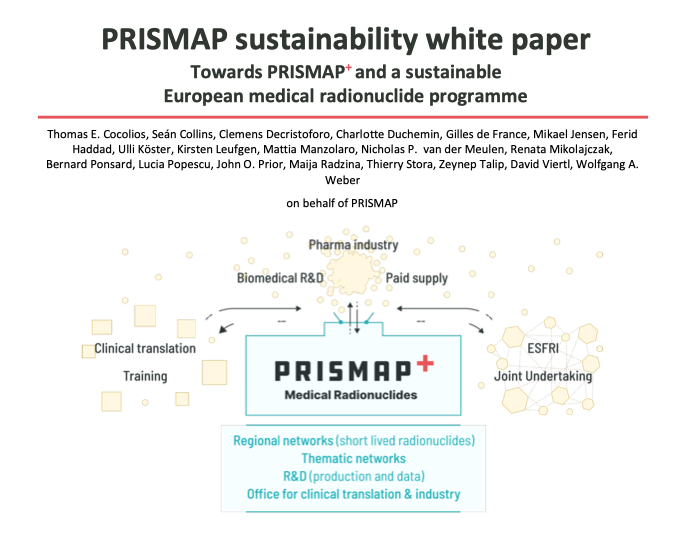 PRISMAP sustainability white paper
Towards PRISMAP+ and a sustainable
European medical radionuclide programme
Thomas E. Cocolios, Seán Collins, Clemens Decristoforo, Charlotte Duchemin, Gilles de France, Mikael Jensen, Ferid
Haddad, Ulli Köster, Kirsten Leufgen, Mattia Manzolaro, Nicholas P. van der Meulen, Renata Mikolajczak,
Bernard Ponsard, Lucia Popescu, John O. Prior, Maija Radzina, Thierry Stora, Zeynep Talip, David Viertl, Wolfgang A.
Weber
on behalf of PRISMAP
Pharma industry
Biomedical R&D
Paid supply
Clinical translation
Training
PRISMAP+
Medical Radionuclides
ESFRI
Joint Undertaking
Regional networks (short lived radionuclides)
Thematic networks
R&D (production and data)
Office for clinical translation & industry